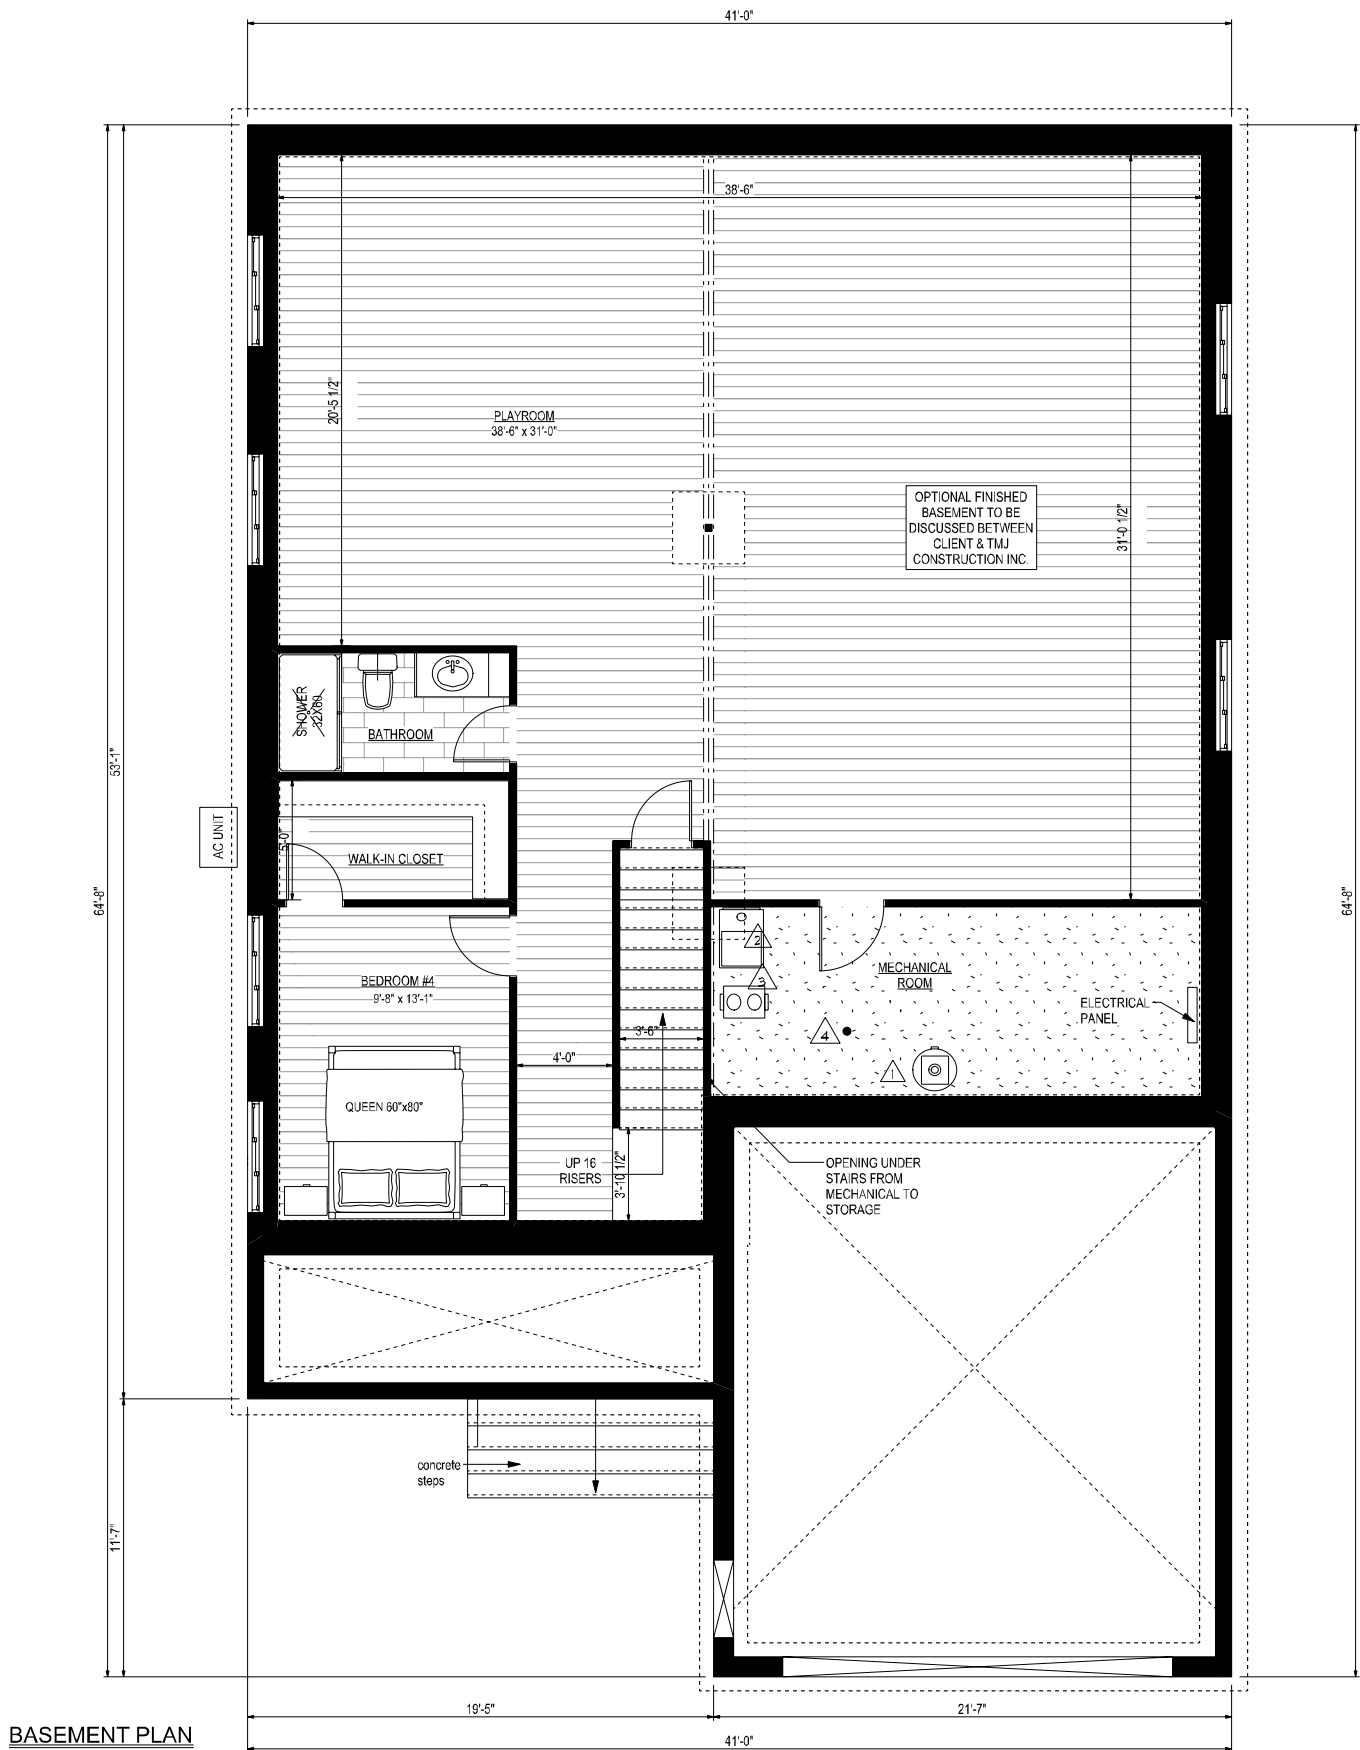 41'-0"
38'-6"
20'-5 1/2"
PLAYROOM
38'-6" x 31'-0"
OPTIONAL FINISHED
BASEMENT TO BE
DISCUSSED BETWEEN
CLIENT & TMJ
CONSTRUCTION INC.
31'-0 1/2"
SHOWER
32X60
BATHROOM
53'-1"
AC UNIT
5'-0"
WALK-IN CLOSET
64'-8"
64'-8"
2
BEDROOM #4
9'-8" x 13'-1"
3
MECHANICAL
ROOM
ELECTRICAL
PANEL
3'-6"
4
4'-0"
1
QUEEN 60"x80"
UP 16
RISERS
3'-10 1/2"
OPENING UNDER
STAIRS FROM
MECHANICAL TO
STORAGE
concrete
steps
11'-7"
19'-5"
21'-7"
BASEMENT PLAN
41'-0"